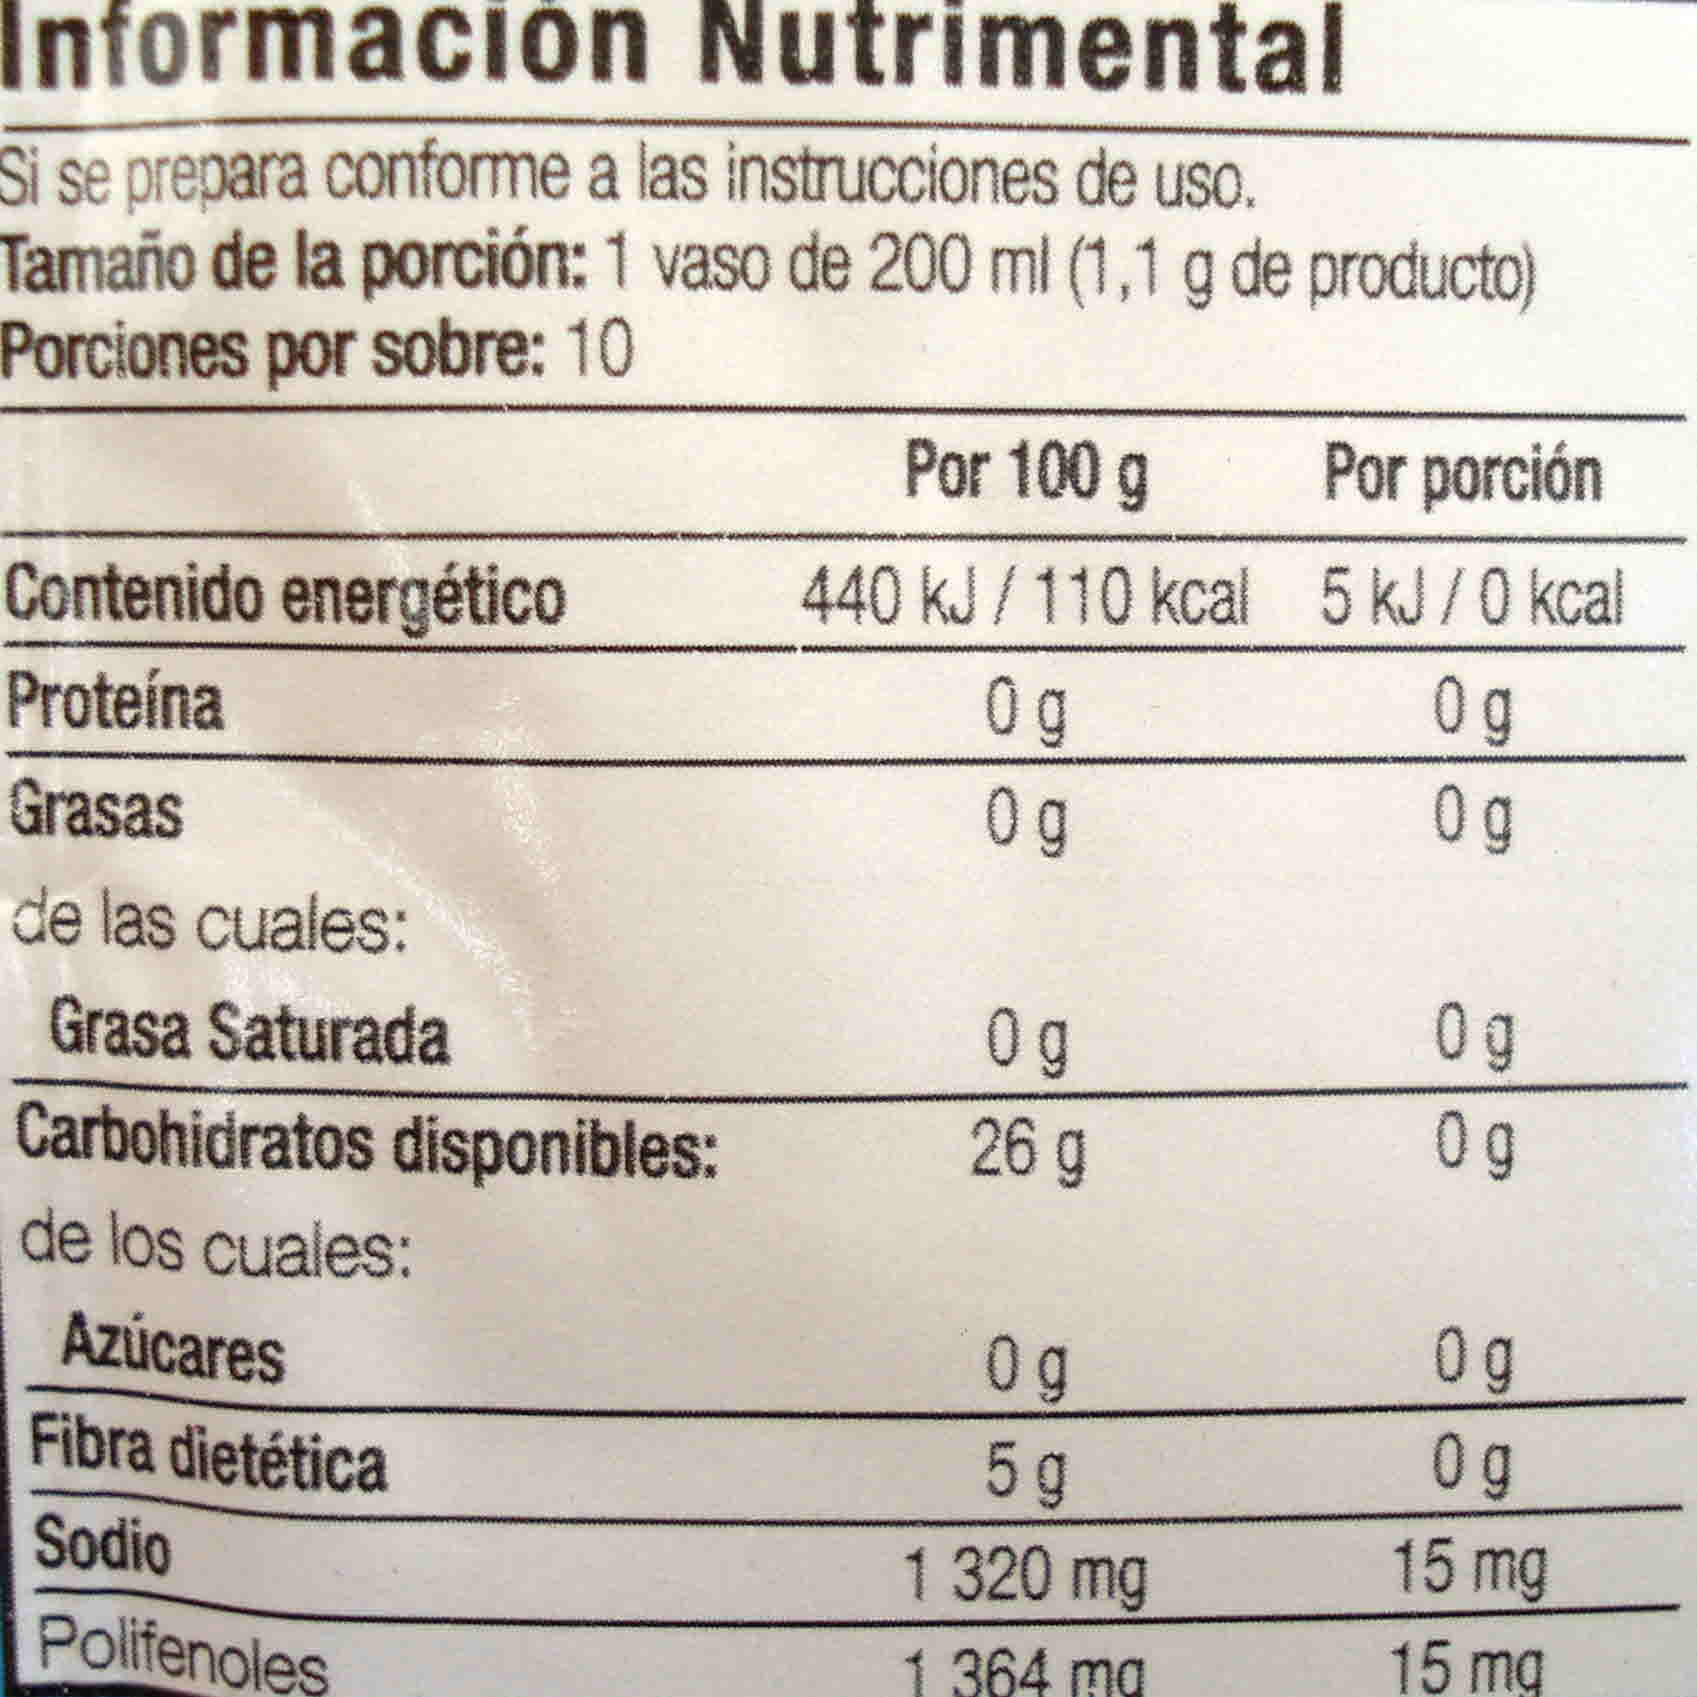 Información Nutrimental
Si se prepara conforme a las instrucciones de uso.
Tamaño de la porción: 1 vaso de 200 ml (1,1 g de producto)
Porciones por sobre: 10
Por 100 g Por porción
Contenido energético 440 kJ / 110 kcal 5 kJ / 0 kcal
Proteína 0 g 0 g
Grasas 0 g 0 g
de las cuales:
Grasa Saturada 0 g 0 g
Carbohidratos disponibles: 26 g 0 g
de los cuales:
Azúcares 0 g 0 g
Fibra dietética 5 g 0 g
Sodio 1 320 mg 15 mg
Polifenoles 1 364 mg 15 mg